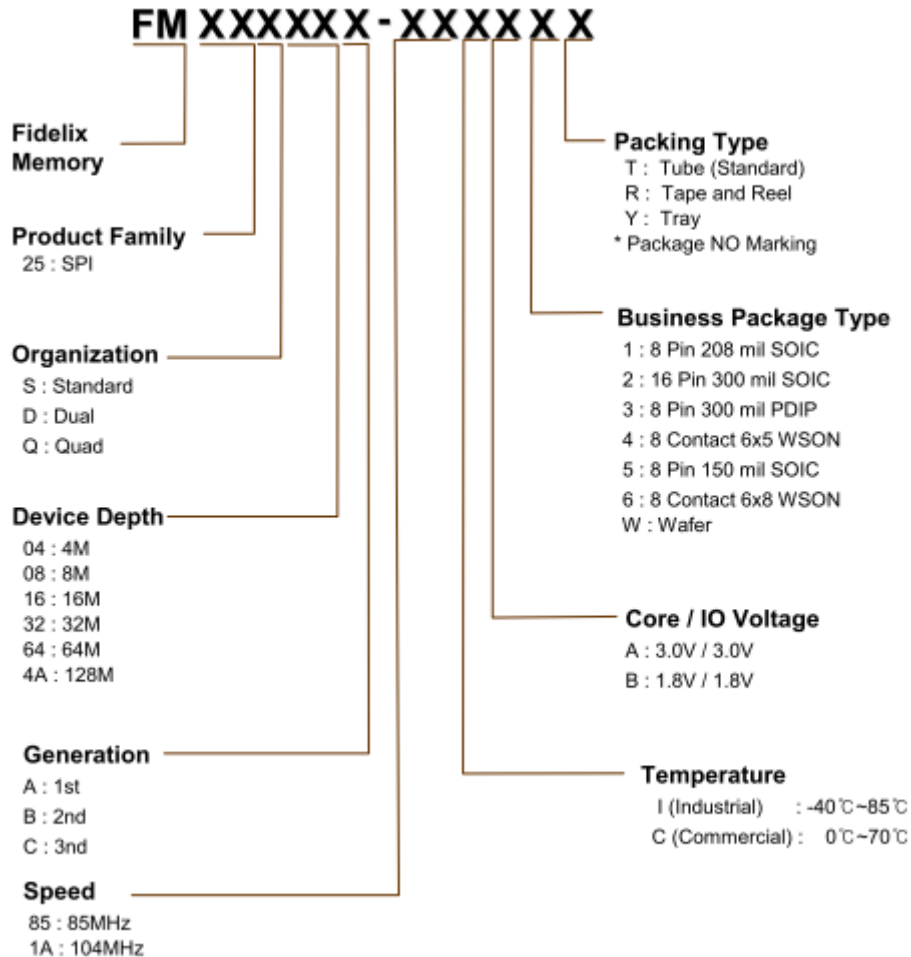 FM XXXXXX - XXXXXX
Fidelix
Memory
Product Family
25 : SPI
Organization
S : Standard
D : Dual
Q : Quad
Device Depth
04 : 4M
08 : 8M
16 : 16M
32 : 32M
64 : 64M
4A : 128M
Generation
A : 1st
B : 2nd
C : 3nd
Speed
85 : 85MHz
1A : 104MHz
Packing Type
T : Tube (Standard)
R : Tape and Reel
Y : Tray
* Package NO Marking
Business Package Type
1 : 8 Pin 208 mil SOIC
2 : 16 Pin 300 mil SOIC
3 : 8 Pin 300 mil PDIP
4 : 8 Contact 6x5 WSON
5 : 8 Pin 150 mil SOIC
6 : 8 Contact 6x8 WSON
W : Wafer
Core / IO Voltage
A : 3.0V / 3.0V
B : 1.8V / 1.8V
Temperature
I (Industrial) : -40℃~85℃
C (Commercial) : 0℃~70℃